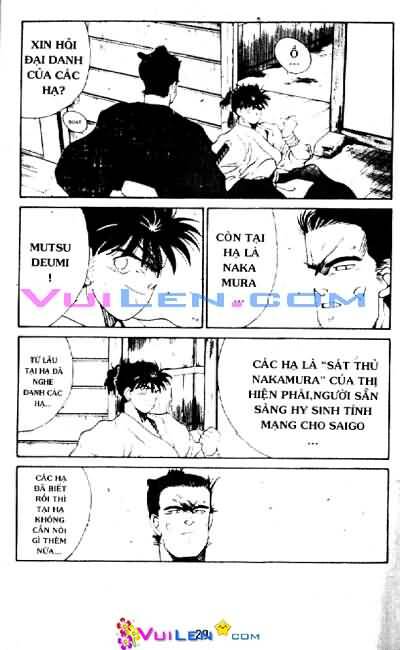 XIN HỎI
ĐẠI DANH
CỦA CÁC
HẠ?
Ồ
...
SOẠT
MUTSU
DEUMI
!
CÒN TẠI
HẠ LÀ
NAKA
MURA
...
VuiLen.com
TỪ LÂU
TẠI HẠ ĐÃ
NGHE
DANH CÁC
HẠ...
CÁC HẠ LÀ "SÁT THỦ
NAKAMURA" CỦA THỊ
HIỆN PHÁI,NGƯỜI SẴN
SÀNG HY SINH TÍNH
MẠNG CHO SAIGO
...
CÁC HẠ
ĐÃ BIẾT
RỒI THÌ
TẠI HẠ
KHÔNG
CẦN NÓI
GÌ THÊM
NỮA...
VuiLen
.com